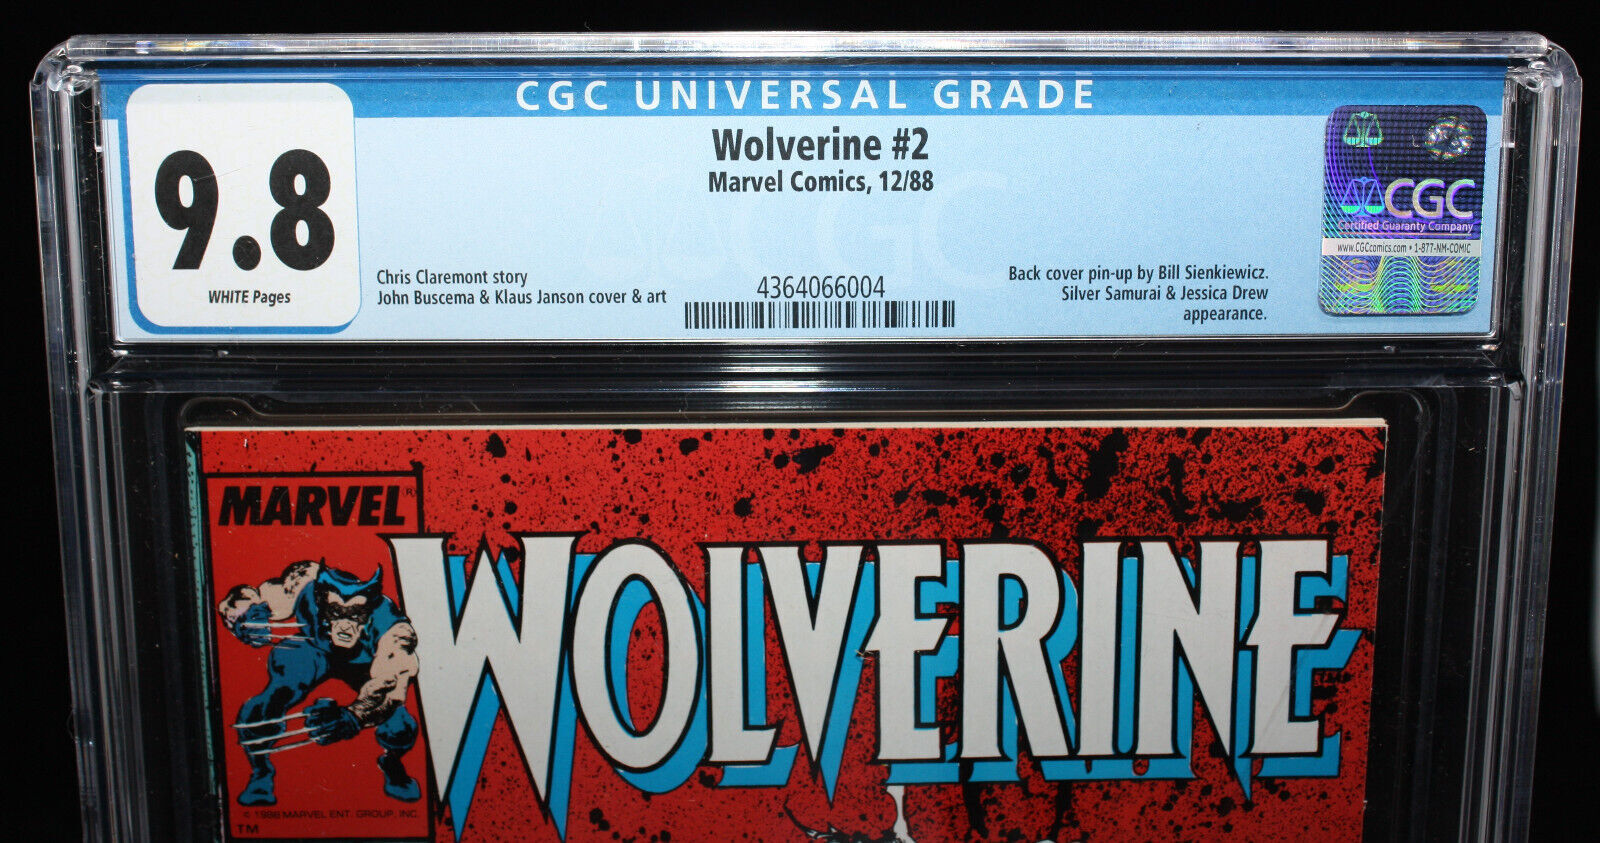 CGC UNIVERSAL GRADE
9.8
WHITE Pages
Wolverine #2
Marvel Comics, 12/88
Chris Claremont story
John Buscema & Klaus Janson cover & art
4364066004
Back cover pin-up by Bill Sienkiewicz.
Silver Samurai & Jessica Drew
appearance.
CGC
Certified Guaranty Company
www.CGCcomics.com • 1-877-NM-COMIC
MARVEL®
WOLVERINE
© 1988 MARVEL ENT. GROUP, INC.
TM